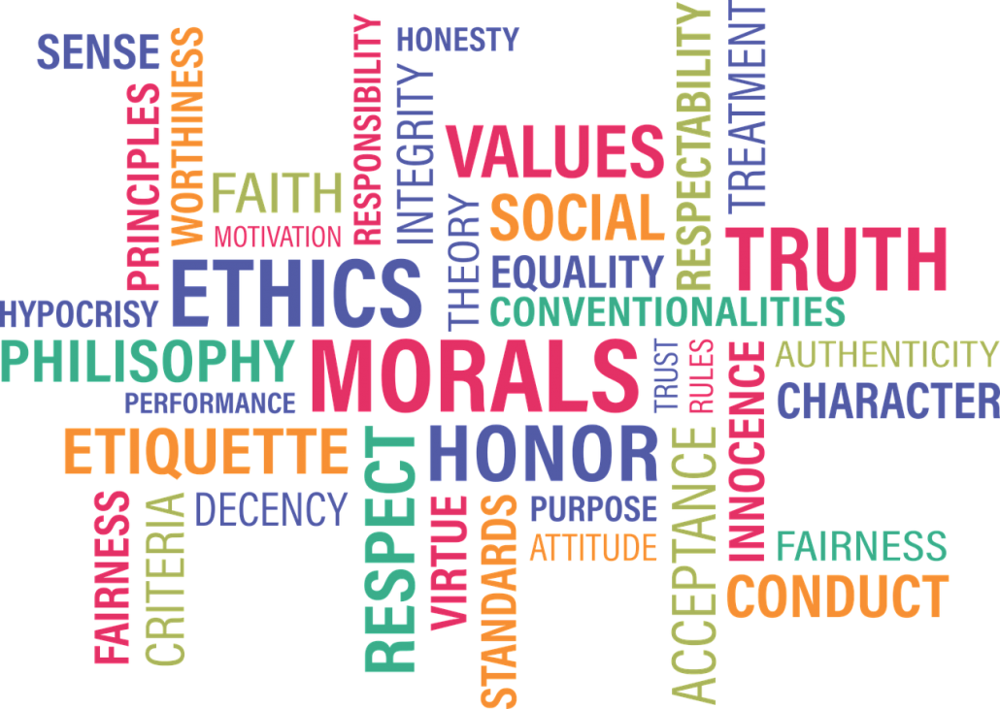 SENSE
PRINCIPLES
WORTHINESS
FAITH
MOTIVATION
RESPONSIBILITY
HONESTY
INTEGRITY
VALUES
THEORY
SOCIAL
EQUALITY
RESPECTABILITY
TREATMENT
TRUTH
HYPOCRISY
ETHICS
CONVENTIONALITIES
PHILISOPHY
PERFORMANCE
MORALS
TRUST
RULES
INNOCENCE
AUTHENTICITY
CHARACTER
ETIQUETTE
RESPECT
HONOR
ACCEPTANCE
FAIRNESS
CRITERIA
DECENCY
VIRTUE
STANDARDS
PURPOSE
ATTITUDE
FAIRNESS
CONDUCT